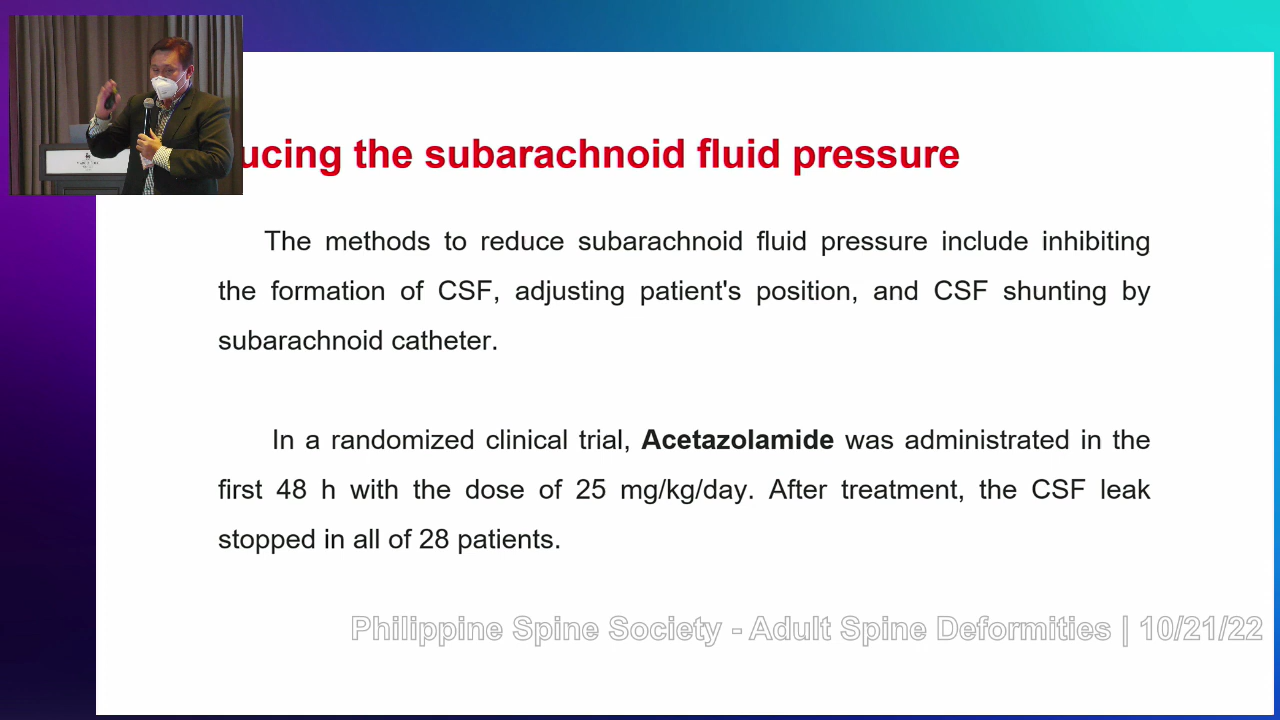 ucing the subarachnoid fluid pressure
The methods to reduce subarachnoid fluid pressure include inhibiting
the formation of CSF, adjusting patient's position, and CSF shunting by
subarachnoid catheter.
In a randomized clinical trial, Acetazolamide was administrated in the
first 48 h with the dose of 25 mg/kg/day. After treatment, the CSF leak
stopped in all of 28 patients.
Philippine Spine Society - Adult Spine Deformities | 10/21/22